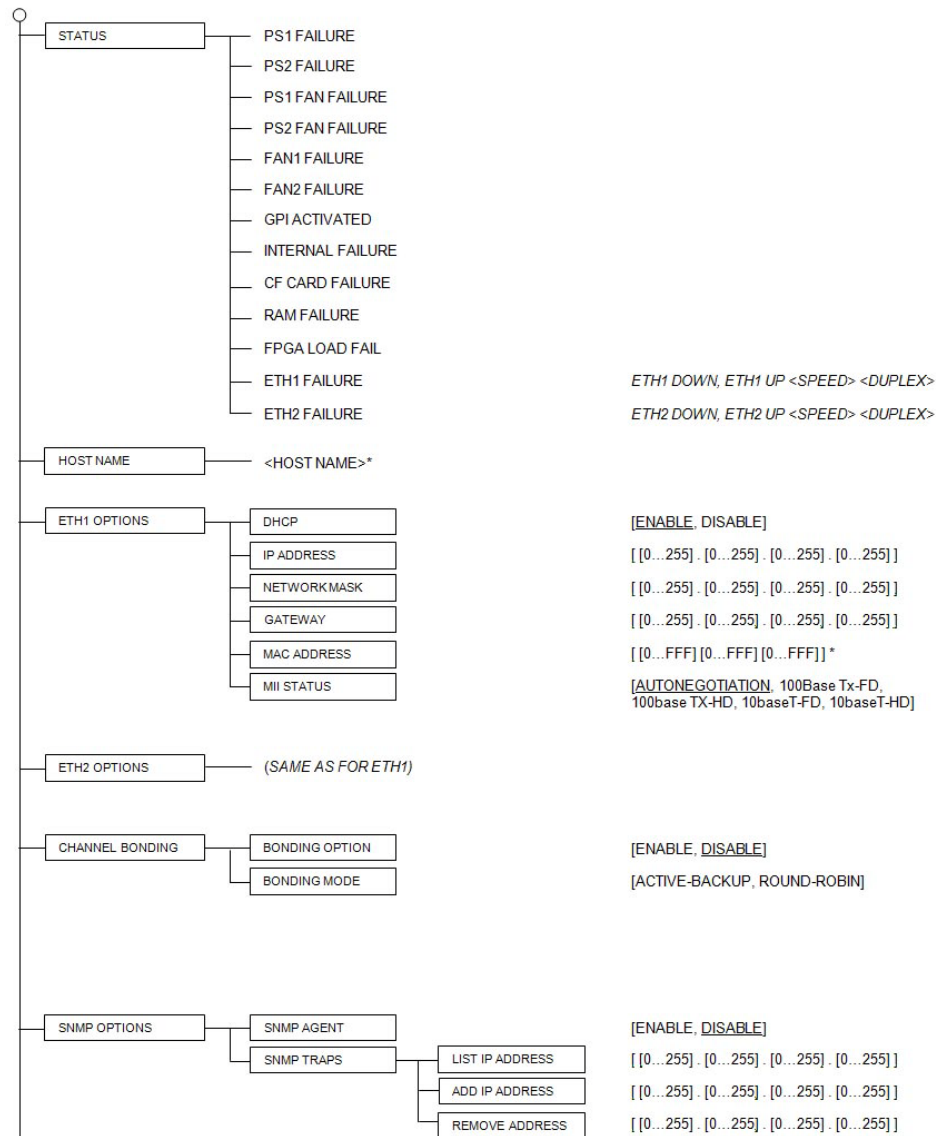 STATUS PS1 FAILURE
PS2 FAILURE
PS1 FAN FAILURE
PS2 FAN FAILURE
FAN1 FAILURE
FAN2 FAILURE
GPI ACTIVATED
INTERNAL FAILURE
CF CARD FAILURE
RAM FAILURE
FPGA LOAD FAIL
ETH1 FAILURE ETH1 DOWN, ETH1 UP <SPEED> <DUPLEX>
ETH2 FAILURE ETH2 DOWN, ETH2 UP <SPEED> <DUPLEX>
HOST NAME <HOST NAME>*
ETH1 OPTIONS DHCP [ENABLE, DISABLE]
IP ADDRESS [ [0...255] . [0...255] . [0...255] . [0...255] ]
NETWORK MASK [ [0...255] . [0...255] . [0...255] . [0...255] ]
GATEWAY [ [0...255] . [0...255] . [0...255] . [0...255] ]
MAC ADDRESS [ [0...FFF] [0...FFF] [0...FFF] ] *
MII STATUS [AUTONEGOTIATION, 100Base Tx-FD,
100base TX-HD, 10baseT-FD, 10baseT-HD]
ETH2 OPTIONS (SAME AS FOR ETH1)
CHANNEL BONDING BONDING OPTION [ENABLE, DISABLE]
BONDING MODE [ACTIVE-BACKUP, ROUND-ROBIN]
SNMP OPTIONS SNMP AGENT [ENABLE, DISABLE]
SNMP TRAPS LIST IP ADDRESS [ [0...255] . [0...255] . [0...255] . [0...255] ]
ADD IP ADDRESS [ [0...255] . [0...255] . [0...255] . [0...255] ]
REMOVE ADDRESS [ [0...255] . [0...255] . [0...255] . [0...255] ]